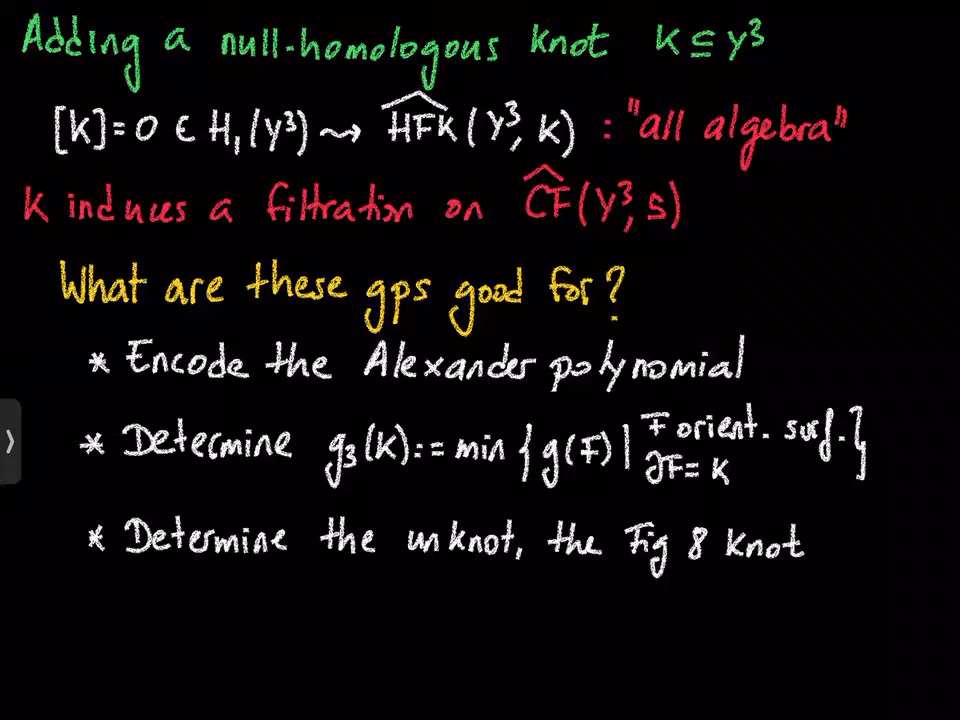 Adding a null-homologous knot K ⊆ Y³
[K]=0 ∈ H₁(Y³) ⇝ \widehat{HFK}(Y³, K) : "all algebra"
K induces a filtration on \widehat{CF}(Y³, s)
What are these gps good for?
* Encode the Alexander polynomial
* Determine g₃(K):= min { g(F) | F orient. surf. ∂F= K }
* Determine the unknot, the Fig 8 knot